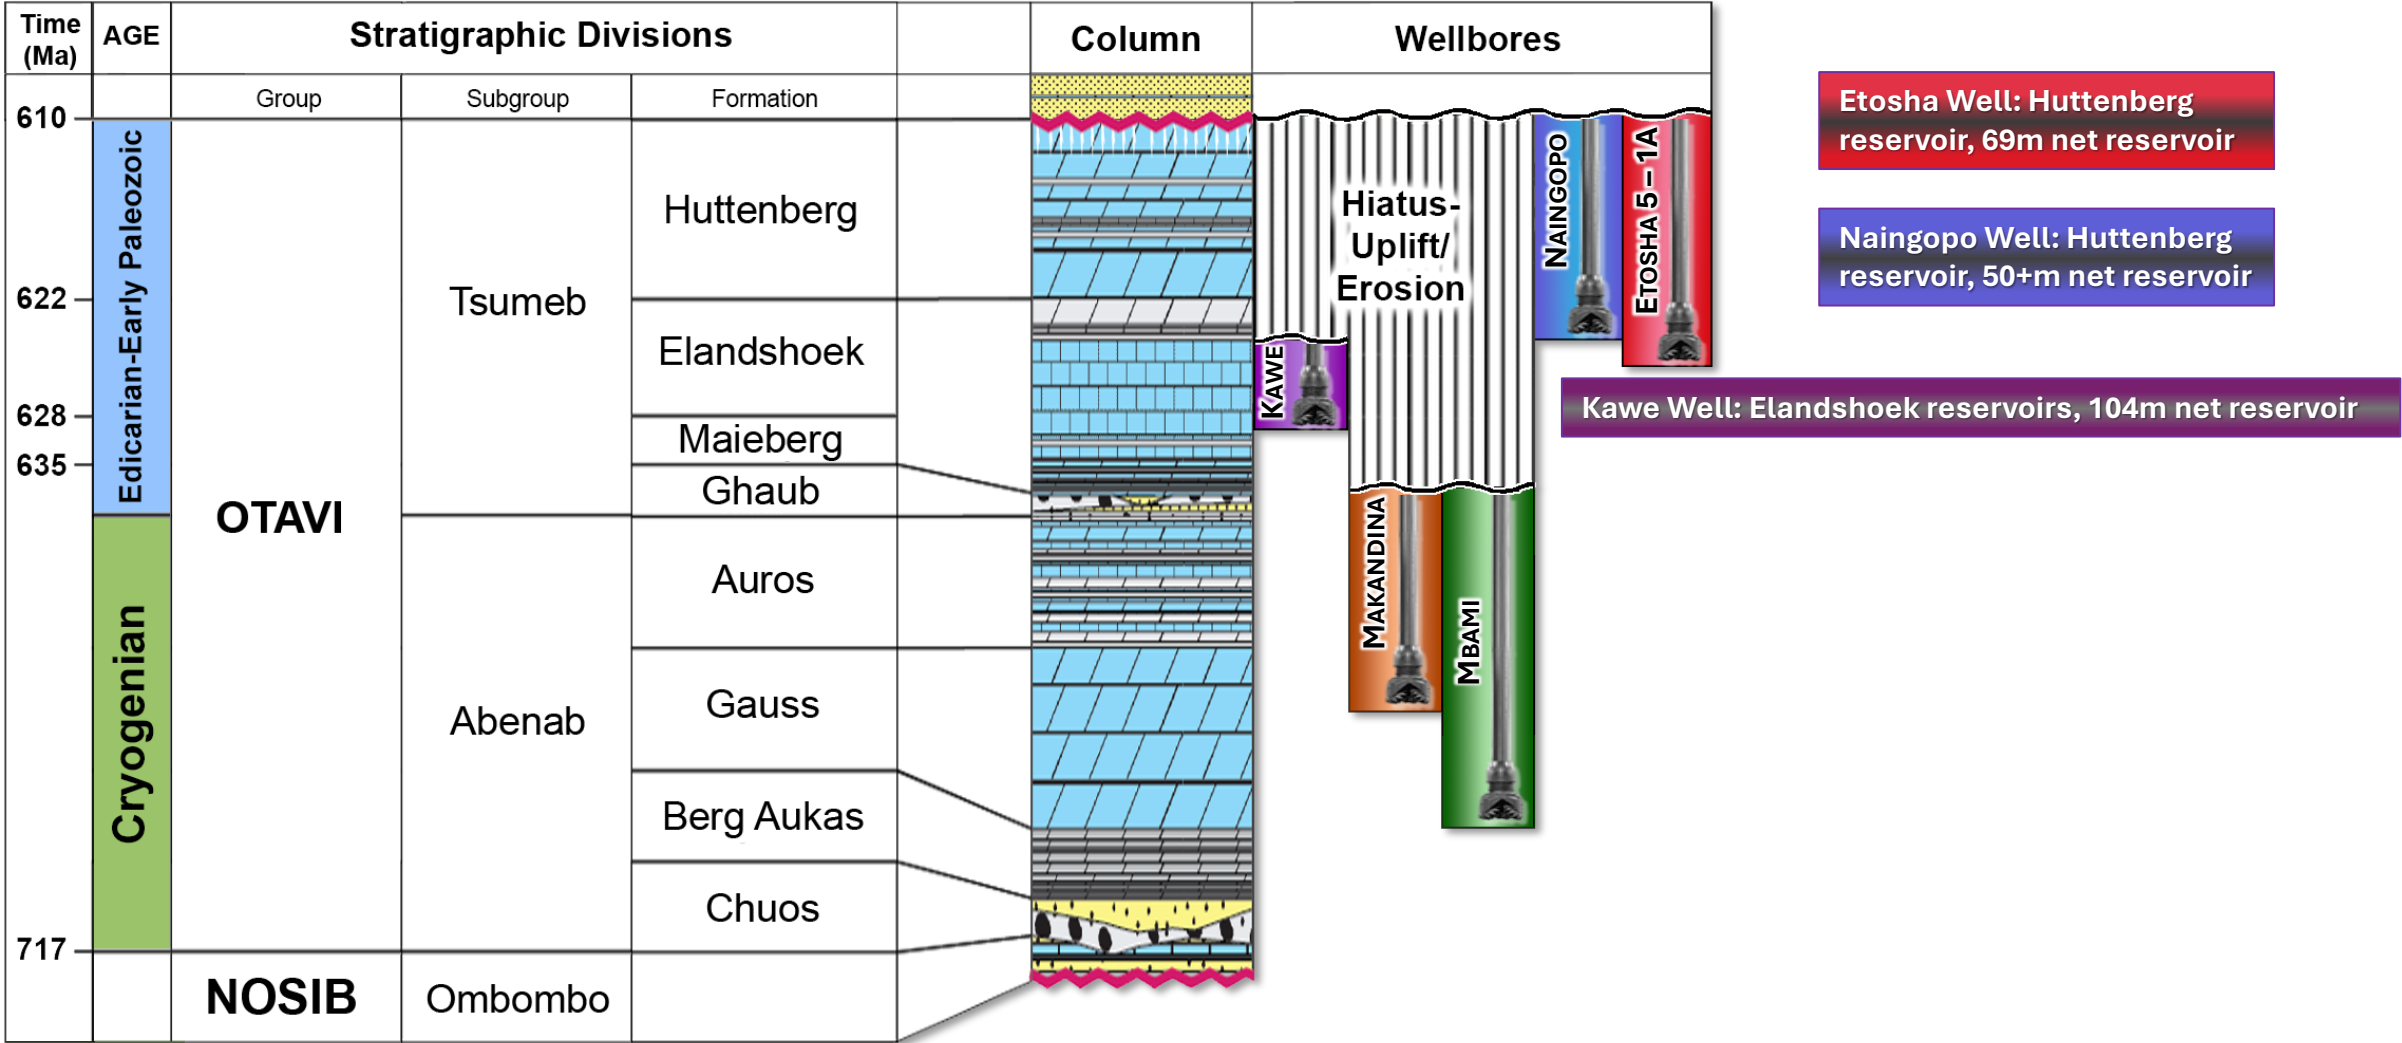 Time
(Ma)
AGE
Stratigraphic Divisions
Column
Wellbores
Group
Subgroup
Formation
610
622
628
635
717
Edicarian-Early Paleozoic
Cryogenian
OTAVI
NOSIB
Tsumeb
Abenab
Ombombo
Huttenberg
Elandshoek
Maieberg
Ghaub
Auros
Gauss
Berg Aukas
Chuos
Hiatus-
Uplift/
Erosion
KAWE
MAKANDINA
MBAMI
NAINGOPO
ETOSHA 5 – 1A
Etosha Well: Huttenberg
reservoir, 69m net reservoir
Naingopo Well: Huttenberg
reservoir, 50+m net reservoir
Kawe Well: Elandshoek reservoirs, 104m net reservoir